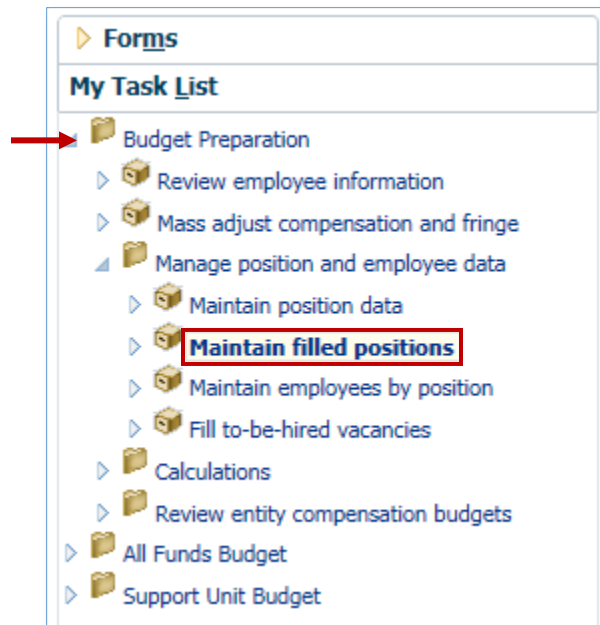 Forms
My Task List
Budget Preparation
Review employee information
Mass adjust compensation and fringe
Manage position and employee data
Maintain position data
Maintain filled positions
Maintain employees by position
Fill to-be-hired vacancies
Calculations
Review entity compensation budgets
All Funds Budget
Support Unit Budget